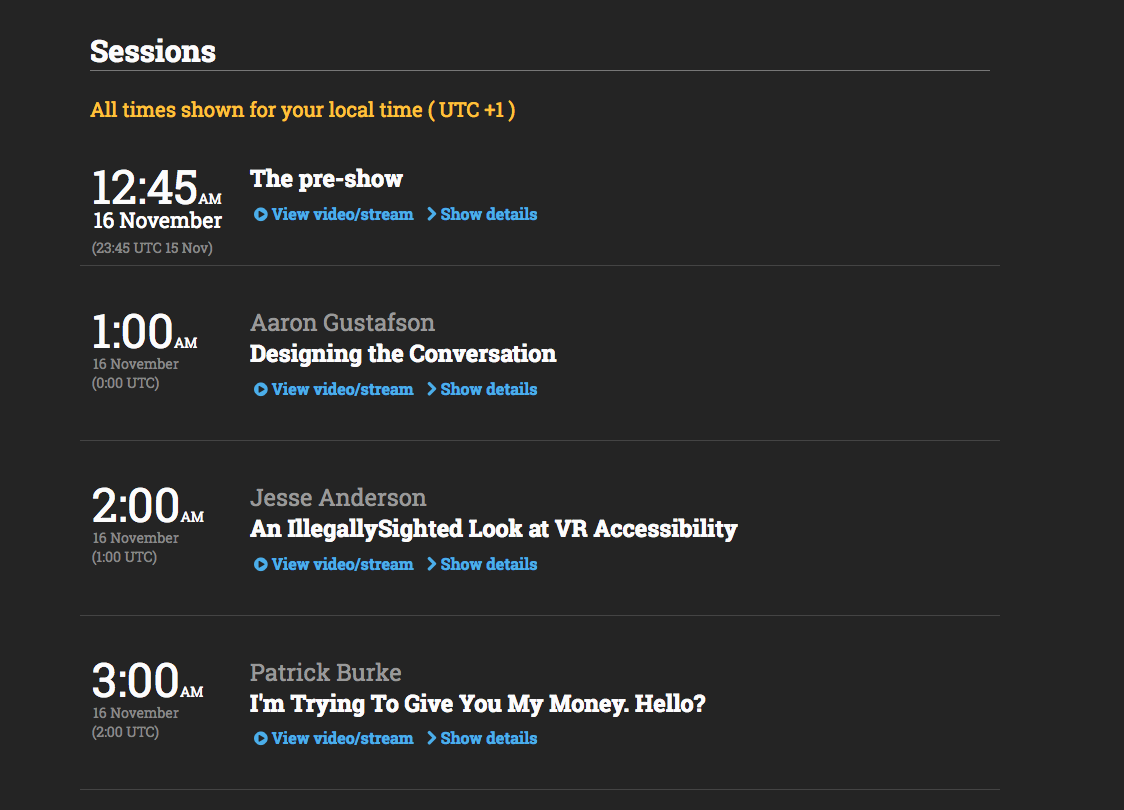 Sessions
All times shown for your local time ( UTC +1 )
12:45AM
16 November
(23:45 UTC 15 Nov)
The pre-show
View video/stream Show details
1:00AM
16 November
(0:00 UTC)
Aaron Gustafson
Designing the Conversation
View video/stream Show details
2:00AM
16 November
(1:00 UTC)
Jesse Anderson
An IllegallySighted Look at VR Accessibility
View video/stream Show details
3:00AM
16 November
(2:00 UTC)
Patrick Burke
I'm Trying To Give You My Money. Hello?
View video/stream Show details